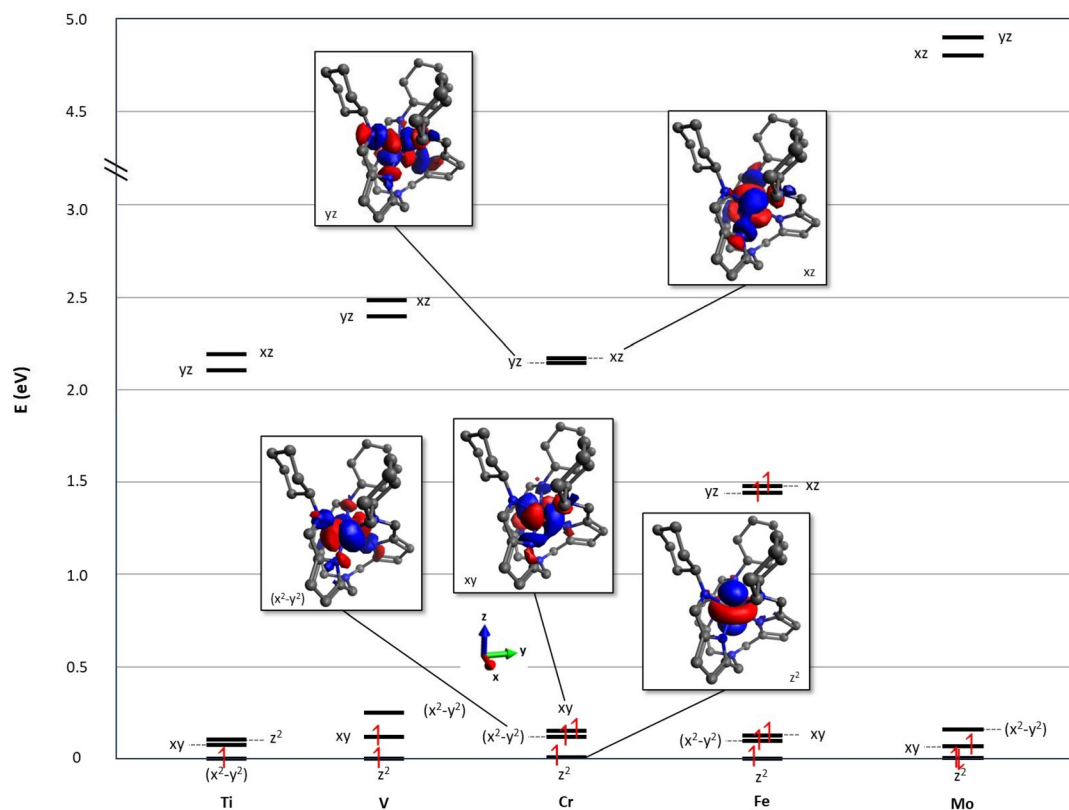 5.0
yz
xz
4.5
yz
xz
3.0
2.5
xz
yz
xz
yz
xz
yz
2.0
E (eV)
1.5
yz
xz
(x²-y²)
xy
z²
1.0
z
y
x
0.5
xy
(x²-y²)
z²
xy
xy
(x²-y²)
(x²-y²)
xy
(x²-y²)
xy
0
(x²-y²)
z²
z²
z²
z²
Ti
V
Cr
Fe
Mo